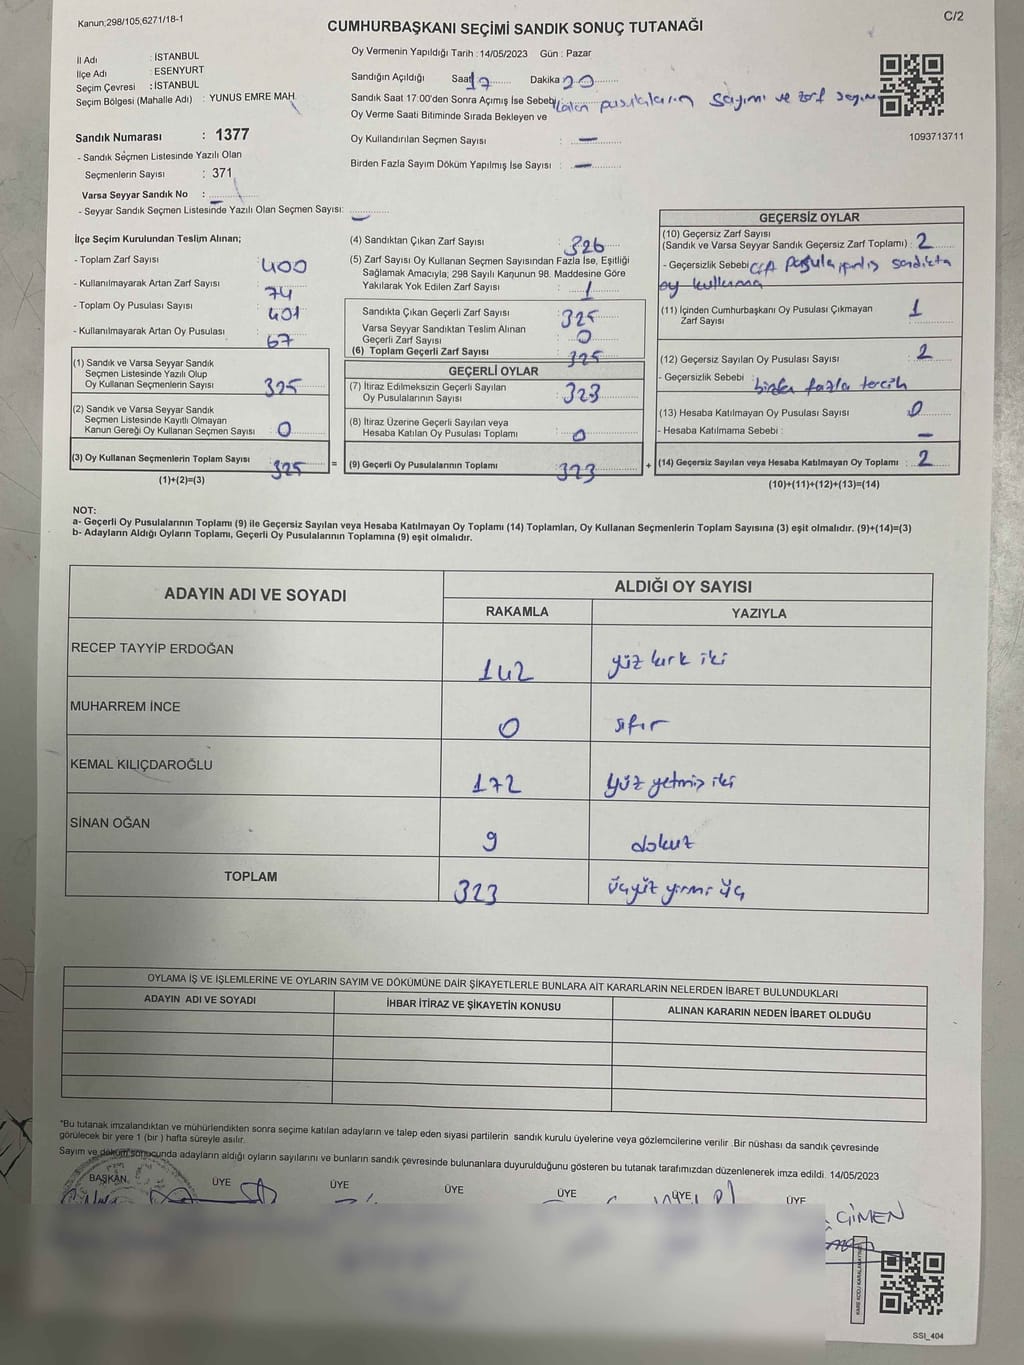 Kanun;298/105,6271/18-1
C/2
CUMHURBAŞKANI SEÇİMİ SANDIK SONUÇ TUTANAĞI
İl Adı : İSTANBUL
İlçe Adı : ESENYURT
Seçim Çevresi : İSTANBUL
Seçim Bölgesi (Mahalle Adı) : YUNUS EMRE MAH.
Oy Vermenin Yapıldığı Tarih : 14/05/2023 Gün : Pazar
Sandığın Açıldığı Saat 17 Dakika 20
Sandık Saat 17:00'den Sonra Açımış İse Sebebi kalan pusulaların sayımı ve zarf sayımı
Oy Verme Saati Bitiminde Sırada Bekleyen ve
Oy Kullandırılan Seçmen Sayısı : —
Birden Fazla Sayım Döküm Yapılmış İse Sayısı : —
1093713711
Sandık Numarası : 1377
- Sandık Seçmen Listesinde Yazılı Olan
Seçmenlerin Sayısı : 371
Varsa Seyyar Sandık No : —
- Seyyar Sandık Seçmen Listesinde Yazılı Olan Seçmen Sayısı: —
İlçe Seçim Kurulundan Teslim Alınan;
- Toplam Zarf Sayısı : 400
- Kullanılmayarak Artan Zarf Sayısı : 74
- Toplam Oy Pusulası Sayısı : 401
- Kullanılmayarak Artan Oy Pusulası : 67
(1) Sandık ve Varsa Seyyar Sandık
Seçmen Listesinde Yazılı Olup
Oy Kullanan Seçmenlerin Sayısı : 325
(2) Sandık ve Varsa Seyyar Sandık
Seçmen Listesinde Kayıtlı Olmayan
Kanun Gereği Oy Kullanan Seçmen Sayısı : 0
(3) Oy Kullanan Seçmenlerin Toplam Sayısı : 325
(1)+(2)=(3)
(4) Sandıktan Çıkan Zarf Sayısı : 326
(5) Zarf Sayısı Oy Kullanan Seçmen Sayısından Fazla İse, Eşitliği
Sağlamak Amacıyla, 298 Sayılı Kanunun 98. Maddesine Göre
Yakılarak Yok Edilen Zarf Sayısı : 1
Sandıkta Çıkan Geçerli Zarf Sayısı : 325
Varsa Seyyar Sandıktan Teslim Alınan
Geçerli Zarf Sayısı : 0
(6) Toplam Geçerli Zarf Sayısı : 325
GEÇERLİ OYLAR
(7) İtiraz Edilmeksizin Geçerli Sayılan
Oy Pusulalarının Sayısı : 323
(8) İtiraz Üzerine Geçerli Sayılan veya
Hesaba Katılan Oy Pusulası Toplamı : 0
= (9) Geçerli Oy Pusulalarının Toplamı : 323
GEÇERSİZ OYLAR
(10) Geçersiz Zarf Sayısı
(Sandık ve Varsa Seyyar Sandık Geçersiz Zarf Toplamı) : 2
- Geçersizlik Sebebi : pusula yanlış sandıkta
oy kullanma
(11) İçinden Cumhurbaşkanı Oy Pusulası Çıkmayan
Zarf Sayısı : 1
(12) Geçersiz Sayılan Oy Pusulası Sayısı : 2
- Geçersizlik Sebebi : fazla tercih
(13) Hesaba Katılmayan Oy Pusulası Sayısı : 0
- Hesaba Katılmama Sebebi : —
+ (14) Geçersiz Sayılan veya Hesaba Katılmayan Oy Toplamı : 2
(10)+(11)+(12)+(13)=(14)
NOT:
a- Geçerli Oy Pusulalarının Toplamı (9) ile Geçersiz Sayılan veya Hesaba Katılmayan Oy Toplamı (14) Toplamları, Oy Kullanan Seçmenlerin Toplam Sayısına (3) eşit olmalıdır. (9)+(14)=(3)
b- Adayların Aldığı Oyların Toplamı, Geçerli Oy Pusulalarının Toplamına (9) eşit olmalıdır.
ADAYIN ADI VE SOYADI
ALDIĞI OY SAYISI
RAKAMLA YAZIYLA
RECEP TAYYİP ERDOĞAN 142 yüz kırk iki
MUHARREM İNCE 0 sıfır
KEMAL KILIÇDAROĞLU 172 yüz yetmiş iki
SİNAN OĞAN 9 dokuz
TOPLAM 323 üçyüz yirmi üç
OYLAMA İŞ VE İŞLEMLERİNE VE OYLARIN SAYIM VE DÖKÜMÜNE DAİR ŞİKAYETLERLE BUNLARA AİT KARARLARIN NELERDEN İBARET BULUNDUKLARI
ADAYIN ADI VE SOYADI İHBAR İTİRAZ VE ŞİKAYETİN KONUSU ALINAN KARARIN NEDEN İBARET OLDUĞU
*Bu tutanak imzalandıktan ve mühürlendikten sonra seçime katılan adayların ve talep eden siyasi partilerin sandık kurulu üyelerine veya gözlemcilerine verilir .Bir nüshası da sandık çevresinde
görülecek bir yere 1 (bir ) hafta süreyle asılır.
Sayım ve döküm sonucunda adayların aldığı oyların sayılarını ve bunların sandık çevresinde bulunanlara duyurulduğunu gösteren bu tutanak tarafımızdan düzenlenerek imza edildi. 14/05/2023
BAŞKAN ÜYE ÜYE ÜYE ÜYE ÜYE ÜYE
ÇİMEN
KARE KODU KARALAMAYINIZ
SSI_404